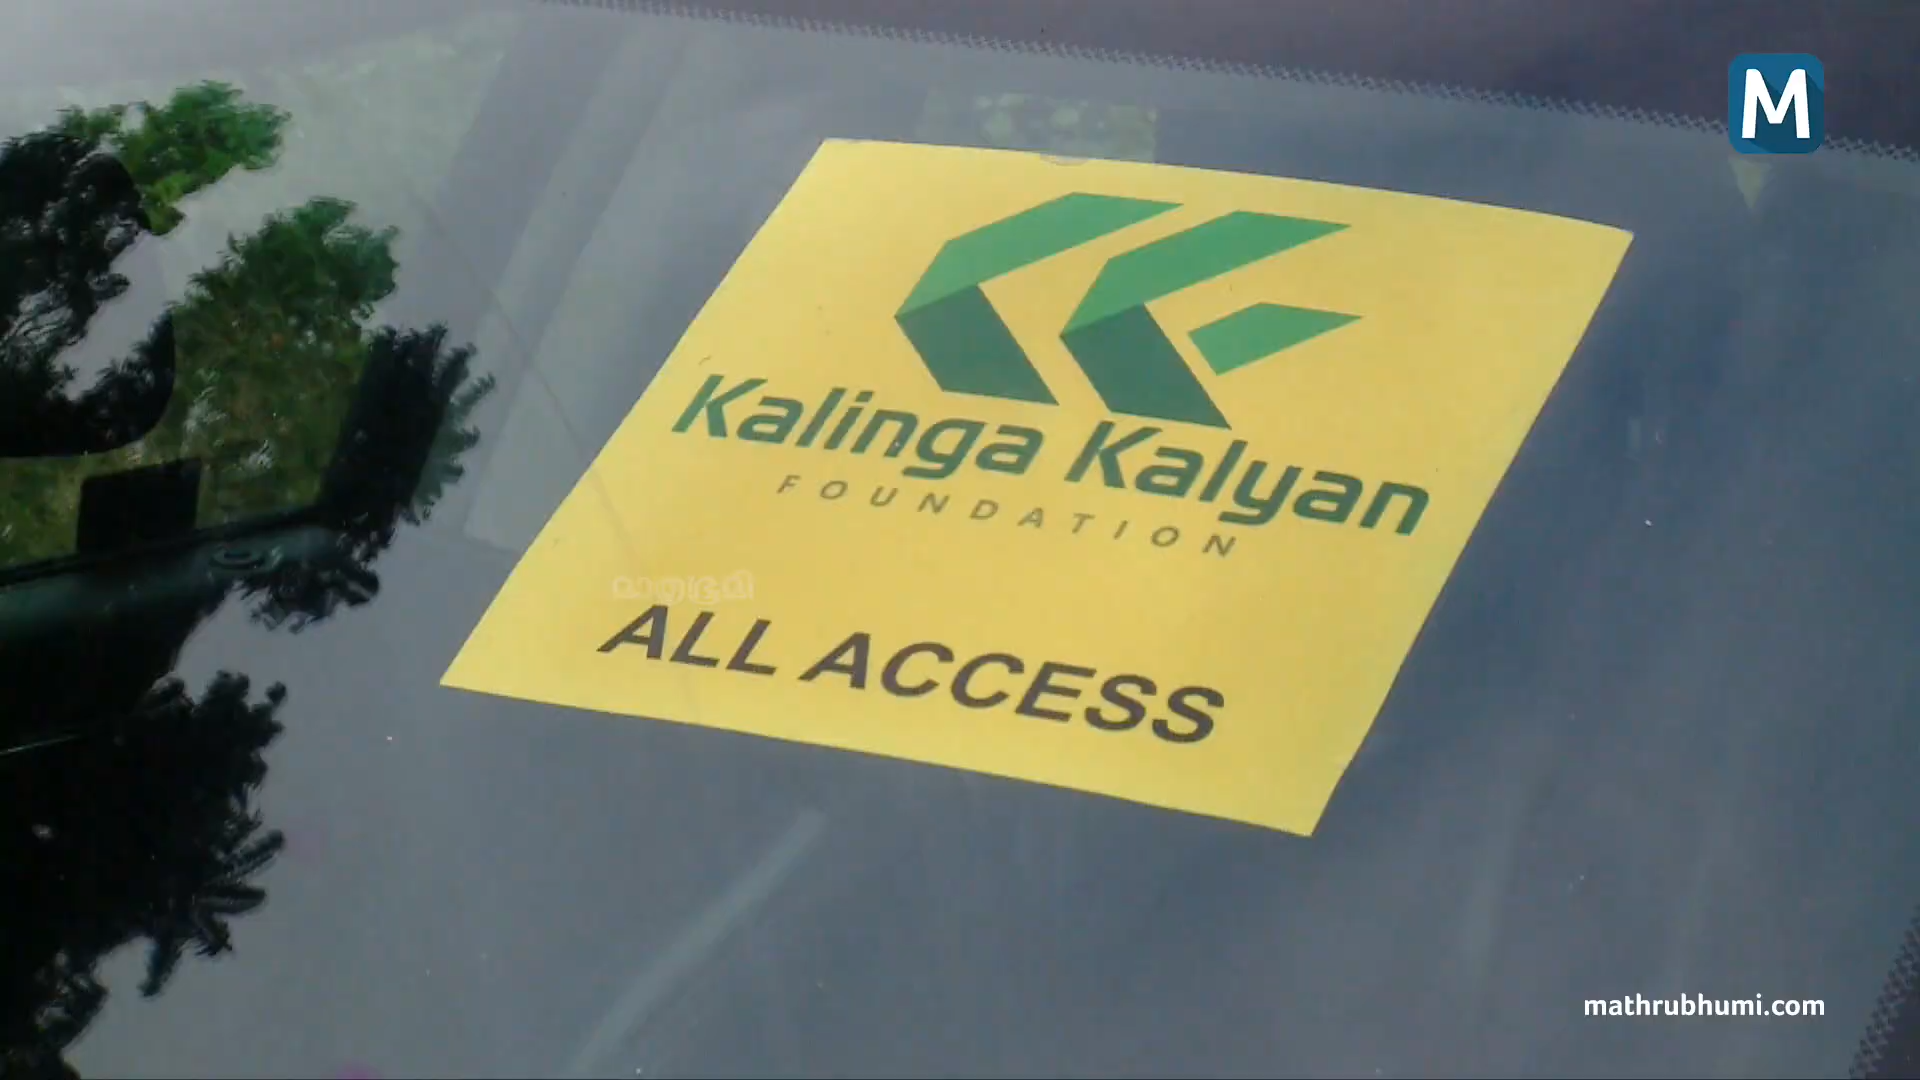 M
Kalinga Kalyan
FOUNDATION
മാതൃഭൂമി
ALL ACCESS
mathrubhumi.com